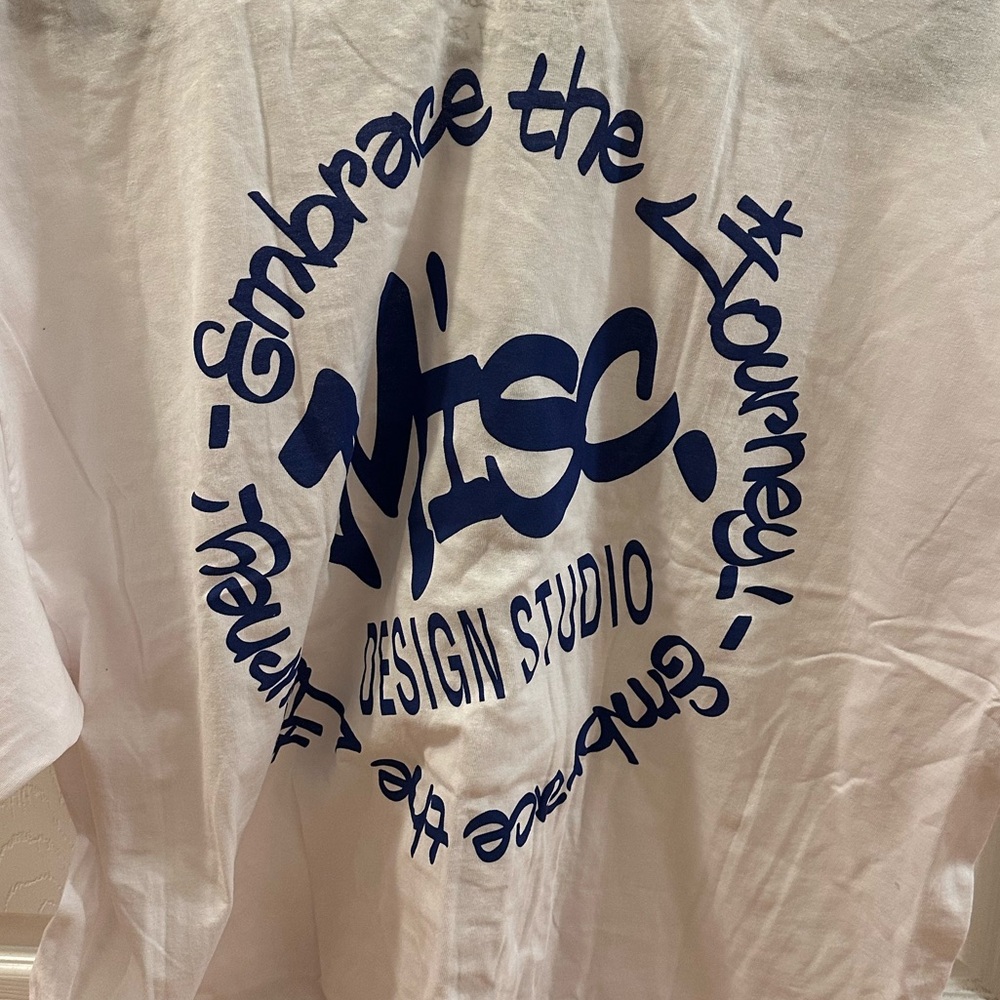 Embrace the Journey! -
Embrace the Journey! -
Misc.
DESIGN STUDIO